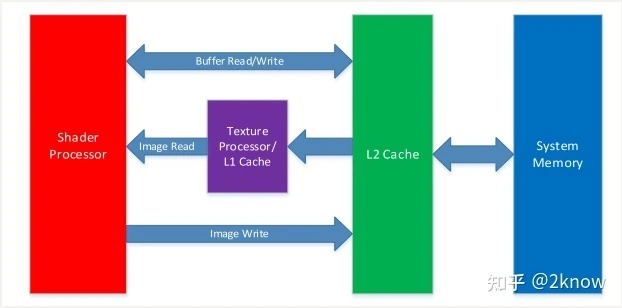 Buffer Read/Write
Shader
Processor
Image Read
Texture
Processor/
L1 Cache
L2 Cache
System
Memory
Image Write
知乎 @2know